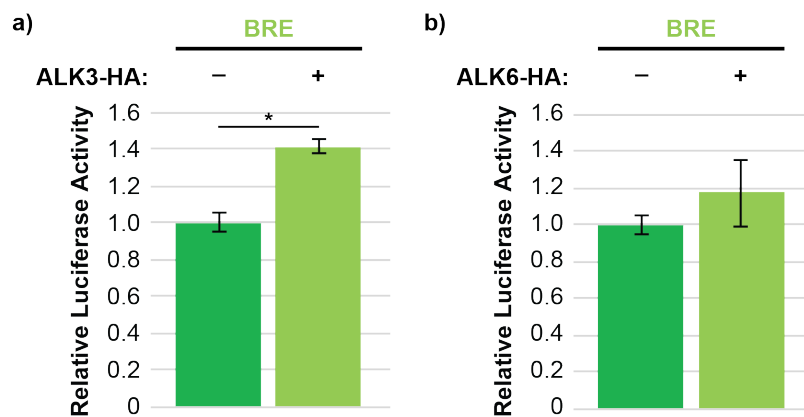 a)
BRE
ALK3-HA: – +
Relative Luciferase Activity
1.6
1.4
1.2
1.0
0.8
0.6
0.4
0.2
0
*
b)
BRE
ALK6-HA: – +
Relative Luciferase Activity
1.6
1.4
1.2
1.0
0.8
0.6
0.4
0.2
0